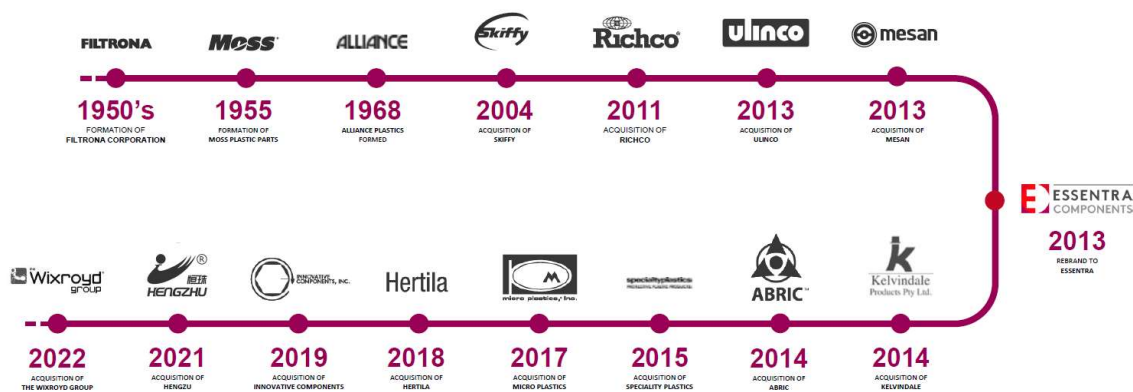 FILTRONA
Moss
ALLIANCE
Skiffy
Richco
ulinco
mesan
1950's
FORMATION OF
FILTRONA CORPORATION
1955
FORMATION OF
MOSS PLASTIC PARTS
1968
ALLIANCE PLASTICS
FORMED
2004
ACQUISITION OF
SKIFFY
2011
ACQUISITION OF
RICHCO
2013
ACQUISITION OF
ULINCO
2013
ACQUISITION OF
MESAN
ESSENTRA
COMPONENTS
2013
REBRAND TO
ESSENTRA
Wixroyd
group
恒珠
HENGZHU
INNOVATIVE
COMPONENTS, INC.
Hertila
M
micro plastics, Inc.
specialtyplastics
ABRIC™
k
Kelvindale
Products Pty Ltd.
2022
ACQUISITION OF
THE WIXROYD GROUP
2021
ACQUISITION OF
HENGZU
2019
ACQUISITION OF
INNOVATIVE COMPONENTS
2018
ACQUISITION OF
HERTILA
2017
ACQUISITION OF
MICRO PLASTICS
2015
ACQUISITION OF
SPECIALITY PLASTICS
2014
ACQUISITION OF
ABRIC
2014
ACQUISITION OF
KELVINDALE